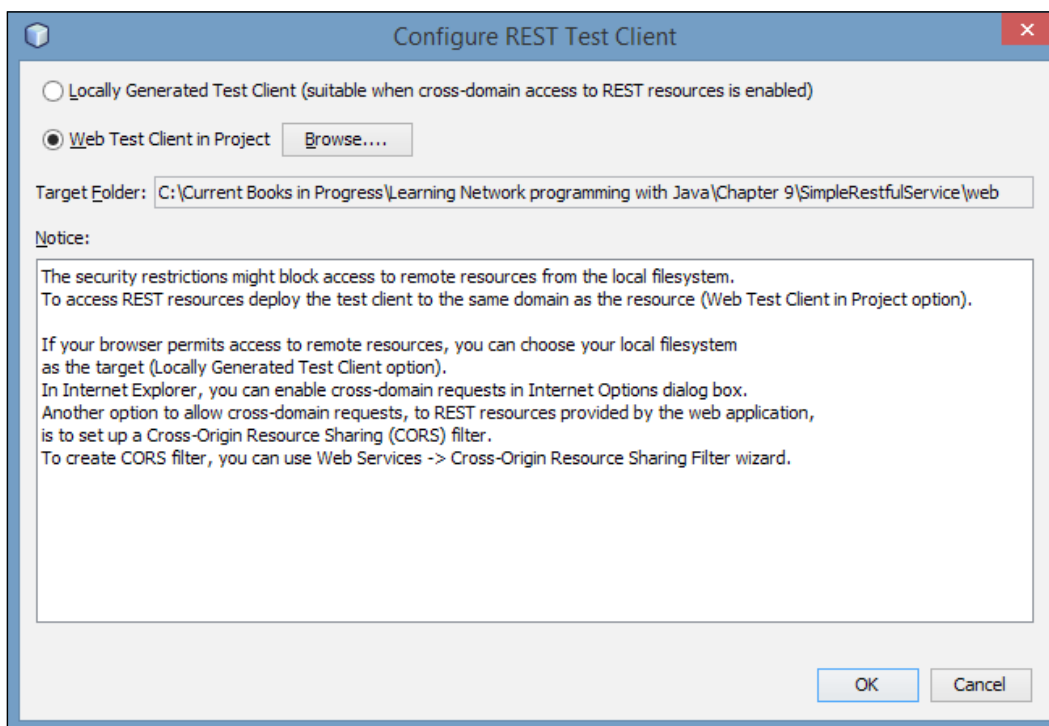 Configure REST Test Client
Locally Generated Test Client (suitable when cross-domain access to REST resources is enabled)
Web Test Client in Project Browse....
Target Folder: C:\Current Books in Progress\Learning Network programming with Java\Chapter 9\SimpleRestfulService\web
Notice:
The security restrictions might block access to remote resources from the local filesystem.
To access REST resources deploy the test client to the same domain as the resource (Web Test Client in Project option).
If your browser permits access to remote resources, you can choose your local filesystem
as the target (Locally Generated Test Client option).
In Internet Explorer, you can enable cross-domain requests in Internet Options dialog box.
Another option to allow cross-domain requests, to REST resources provided by the web application,
is to set up a Cross-Origin Resource Sharing (CORS) filter.
To create CORS filter, you can use Web Services -> Cross-Origin Resource Sharing Filter wizard.
OK Cancel